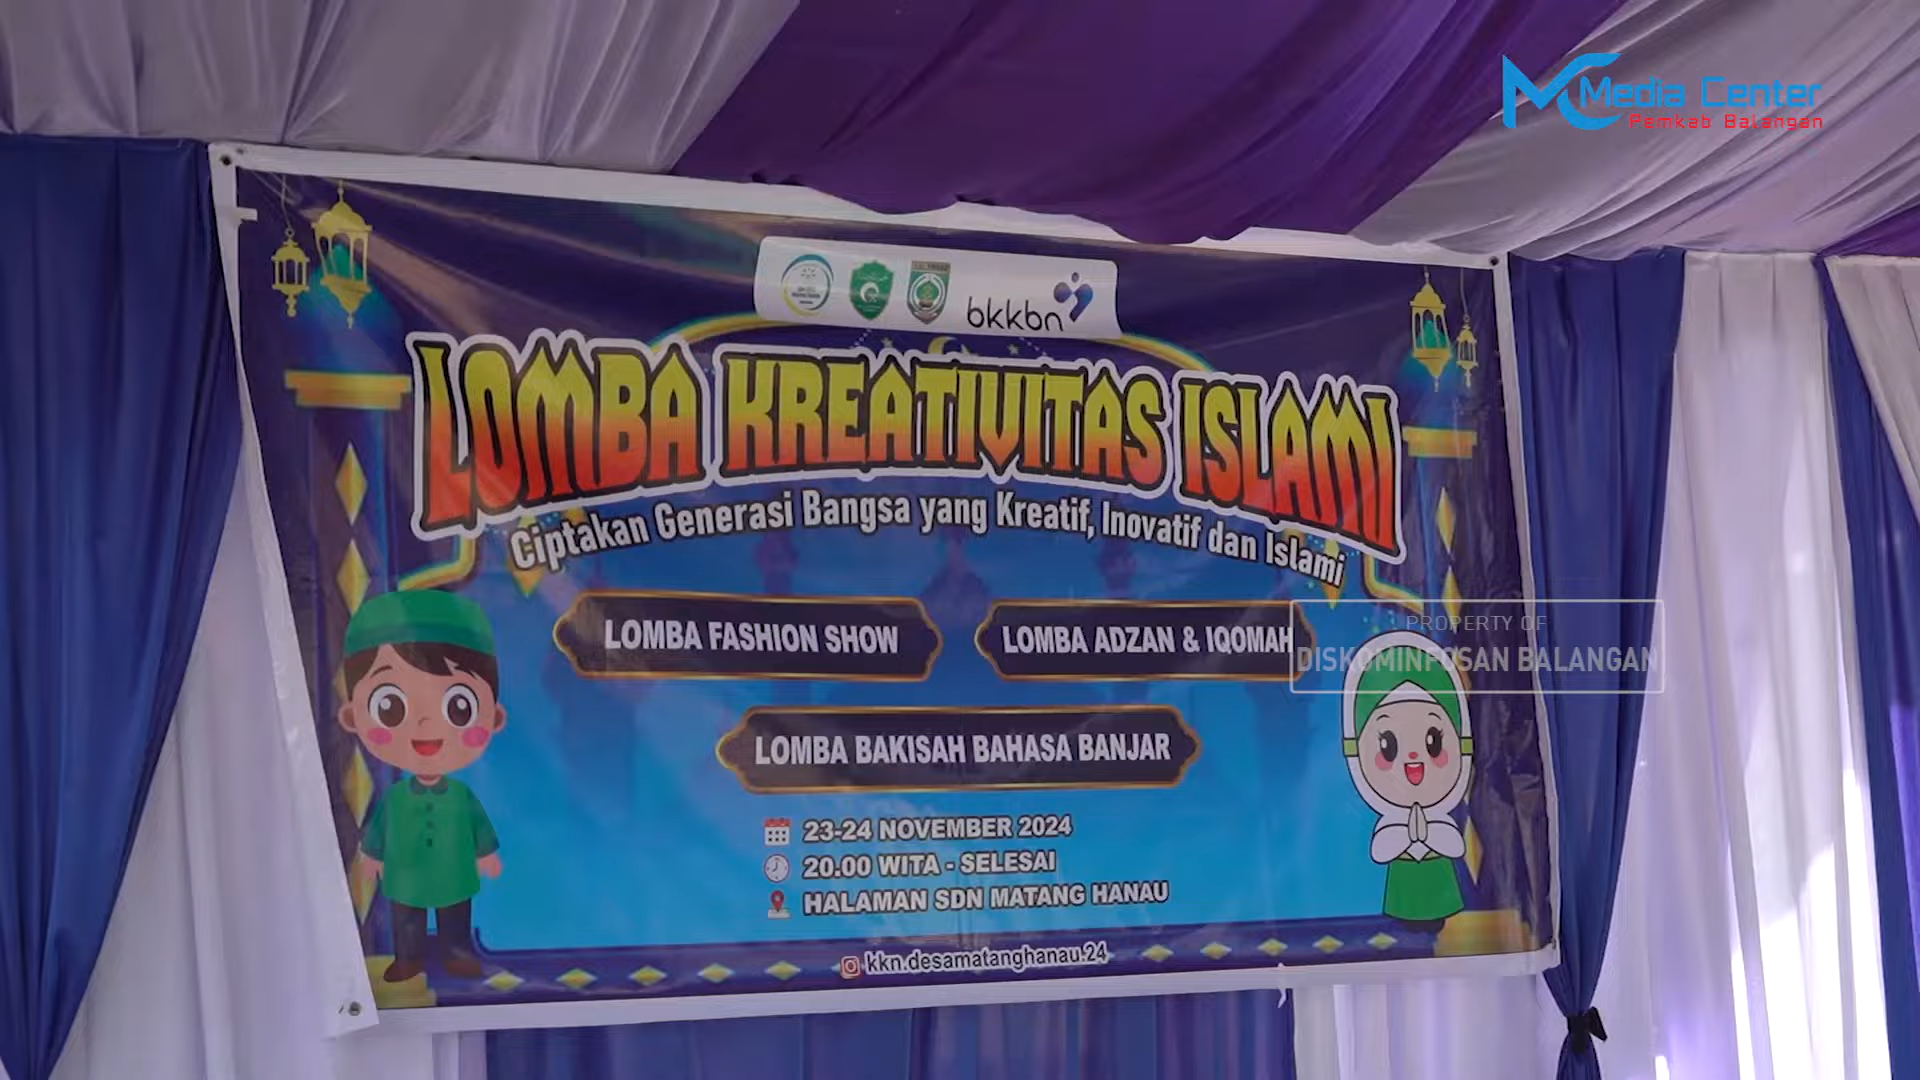 Media Center
Pemkab Balangan
bkkbn
LOMBA KREATIVITAS ISLAMI
Ciptakan Generasi Bangsa yang Kreatif, Inovatif dan Islami
LOMBA FASHION SHOW
LOMBA ADZAN & IQOMAH
PROPERTY OF
DISKOMINFOSAN BALANGAN
LOMBA BAKISAH BAHASA BANJAR
23-24 NOVEMBER 2024
20.00 WITA - SELESAI
HALAMAN SDN MATANG HANAU
kkn.desamatanghanau.24